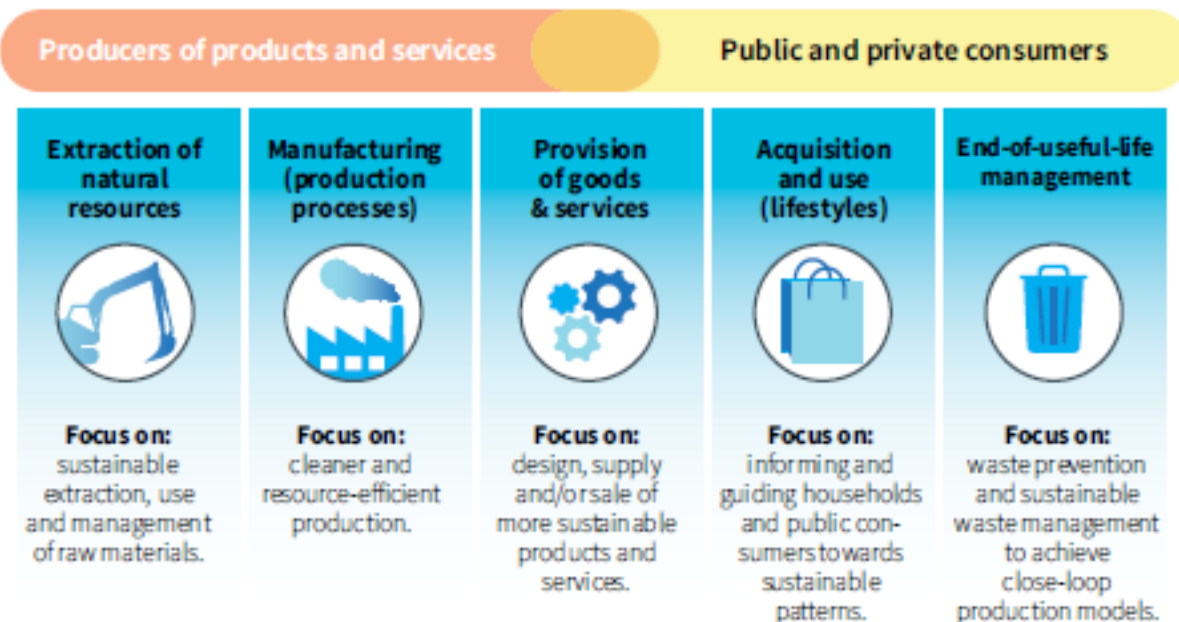 Producers of products and services
Public and private consumers
Extraction of
natural
resources
Focus on:
sustainable
extraction, use
and management
of raw materials.
Manufacturing
(production
processes)
Focus on:
cleaner and
resource-efficient
production.
Provision
of goods
& services
Focus on:
design, supply
and/or sale of
more sustainable
products and
services.
Acquisition
and use
(lifestyles)
Focus on:
informing and
guiding households
and public con-
sumers towards
sustainable
patterns.
End-of-useful-life
management
Focus on:
waste prevention
and sustainable
waste management
to achieve
close-loop
production models.